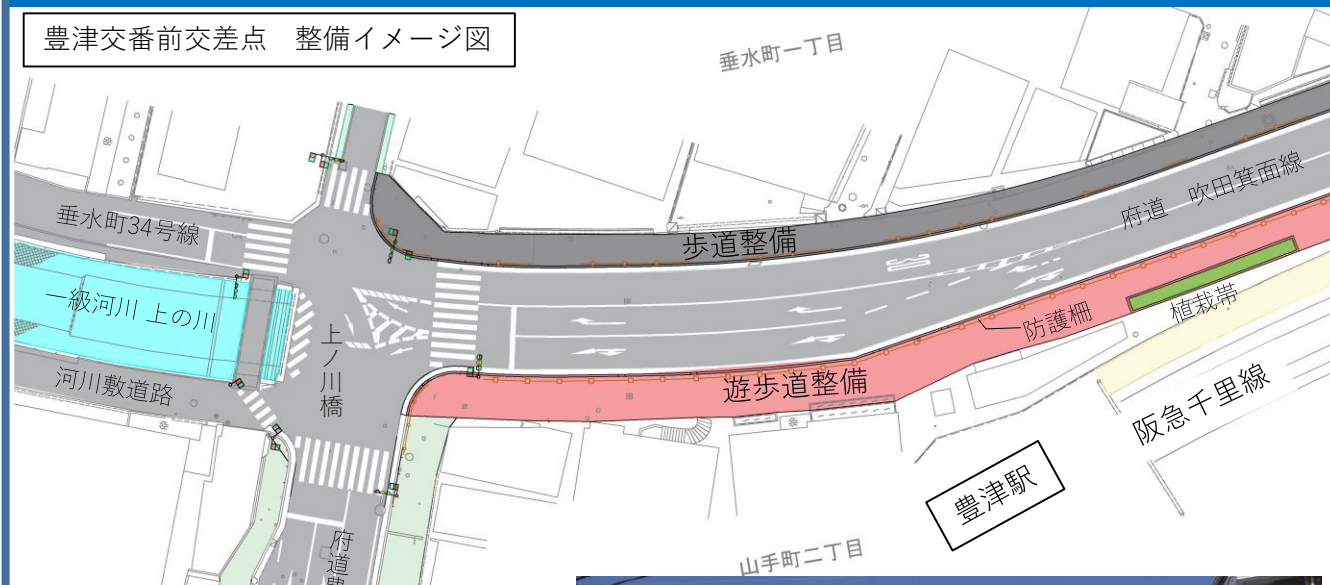 豊津交番前交差点　整備イメージ図
垂水町一丁目
府道　吹田箕面線
垂水町34号線
歩道整備
一級河川 上の川
植栽帯
防護柵
上ノ川橋
河川敷道路
遊歩道整備
阪急千里線
豊津駅
府道豊
山手町二丁目